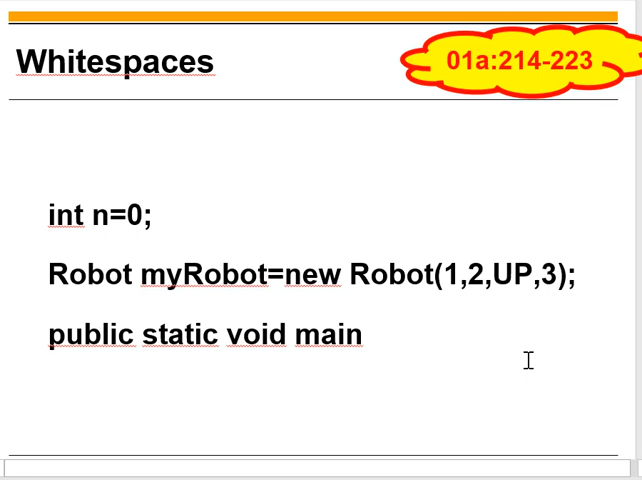 Whitespaces
01a:214-223
int n=0;
Robot myRobot=new Robot(1,2,UP,3);
public static void main